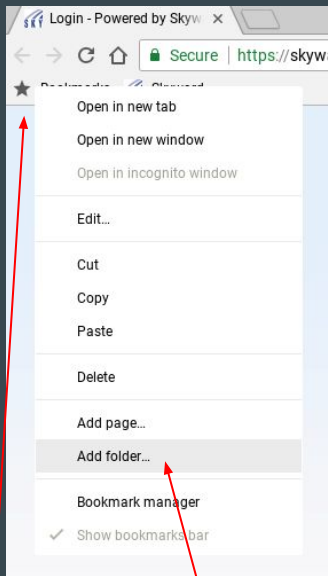 Login - Powered by Skyw
Secure | https://skywa
Open in new tab
Open in new window
Open in incognito window
Edit...
Cut
Copy
Paste
Delete
Add page...
Add folder...
Bookmark manager
Show bookmarks bar